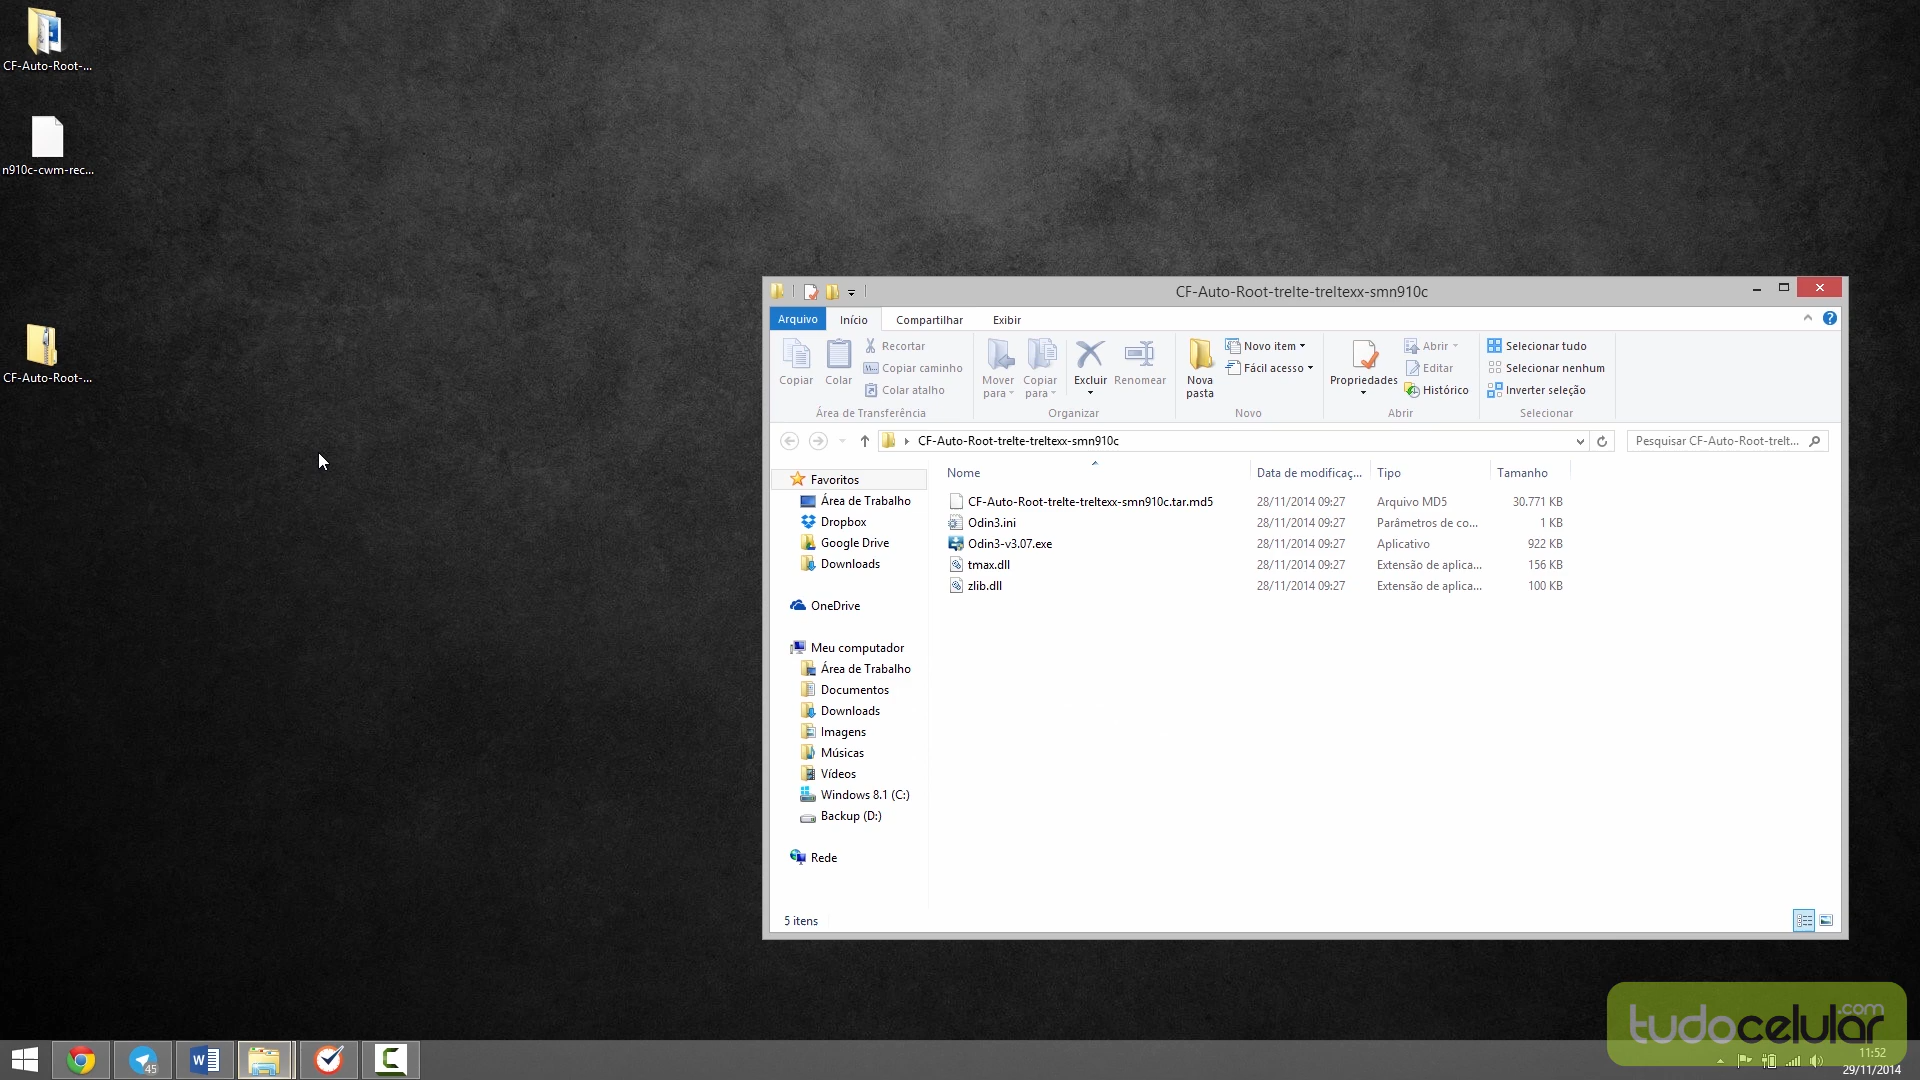 CF-Auto-Root-...
n910c-cwm-rec...
CF-Auto-Root-...
CF-Auto-Root-trelte-treltexx-smn910c
Arquivo Início Compartilhar Exibir
Copiar
Colar
Recortar
Copiar caminho
Colar atalho
Área de Transferência
Mover para
Copiar para
Excluir
Renomear
Organizar
Nova pasta
Novo item
Fácil acesso
Novo
Propriedades
Abrir
Editar
Histórico
Abrir
Selecionar tudo
Selecionar nenhum
Inverter seleção
Selecionar
CF-Auto-Root-trelte-treltexx-smn910c
Pesquisar CF-Auto-Root-trelt...
Favoritos
Área de Trabalho
Dropbox
Google Drive
Downloads
OneDrive
Meu computador
Área de Trabalho
Documentos
Downloads
Imagens
Músicas
Vídeos
Windows 8.1 (C:)
Backup (D:)
Rede
Nome Data de modificaç... Tipo Tamanho
CF-Auto-Root-trelte-treltexx-smn910c.tar.md5 28/11/2014 09:27 Arquivo MD5 30.771 KB
Odin3.ini 28/11/2014 09:27 Parâmetros de co... 1 KB
Odin3-v3.07.exe 28/11/2014 09:27 Aplicativo 922 KB
tmax.dll 28/11/2014 09:27 Extensão de aplica... 156 KB
zlib.dll 28/11/2014 09:27 Extensão de aplica... 100 KB
5 itens
tudocelular.com
45
11:52
29/11/2014